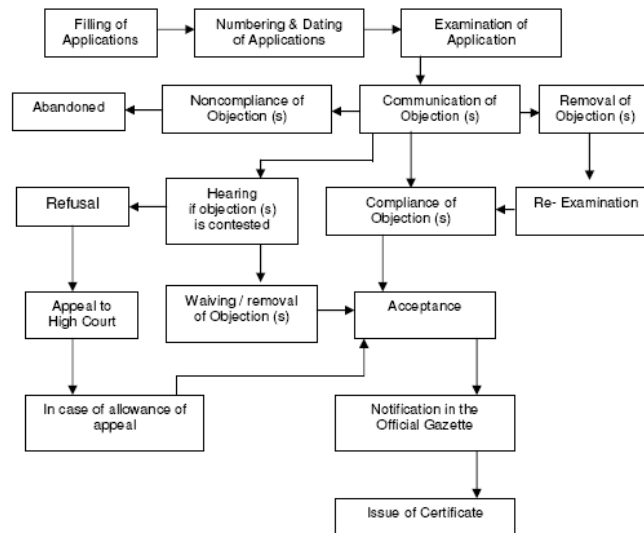 Filling of
Applications
Numbering & Dating
of Applications
Examination of
Application
Abandoned
Noncompliance of
Objection (s)
Communication of
Objection (s)
Removal of
Objection (s)
Refusal
Hearing
if objection (s)
is contested
Compliance of
Objection (s)
Re- Examination
Appeal to
High Court
Waiving / removal
of Objection (s)
Acceptance
In case of allowance of
appeal
Notification in the
Official Gazette
Issue of Certificate